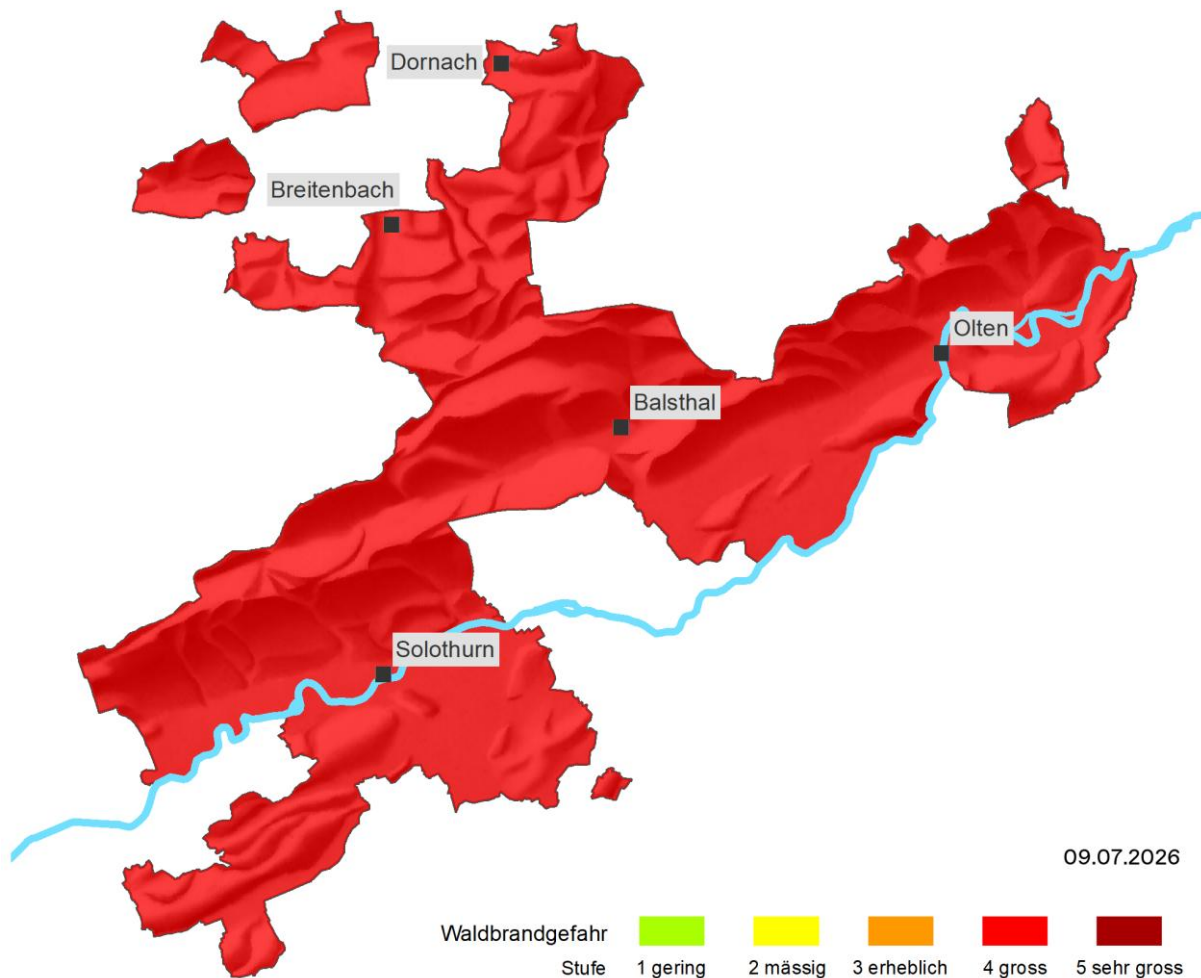 Dornach
Breitenbach
Olten
Balsthal
Solothurn
09.07.2026
Waldbrandgefahr
Stufe 1 gering 2 mässig 3 erheblich 4 gross 5 sehr gross